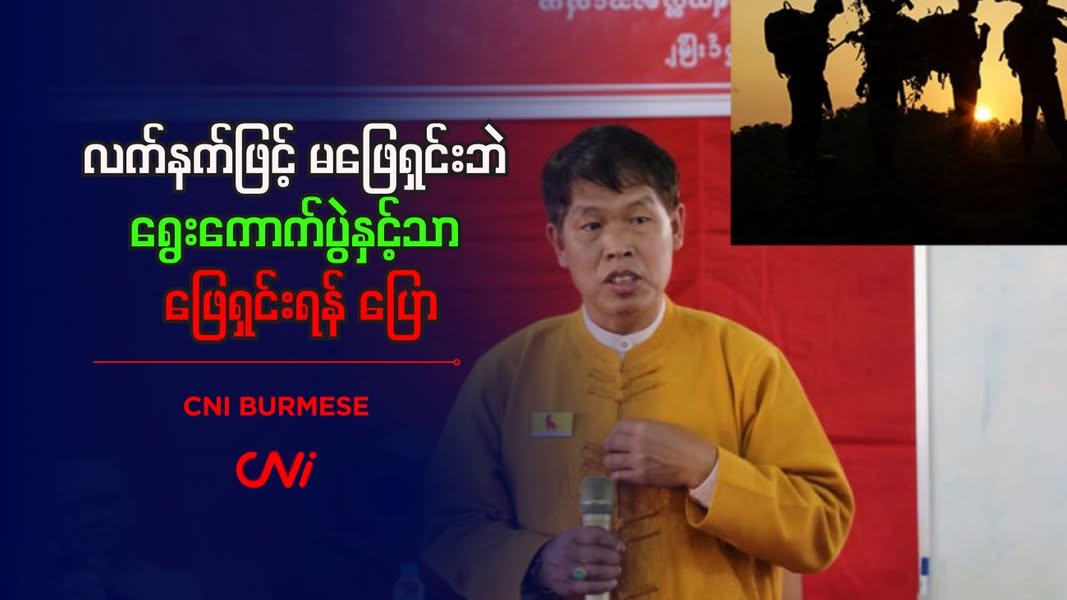 လက်နက်ဖြင့် မဖြေရှင်းဘဲ
ရွေးကောက်ပွဲနှင့်သာ
ဖြေရှင်းရန် ပြော
CNI BURMESE
CNi